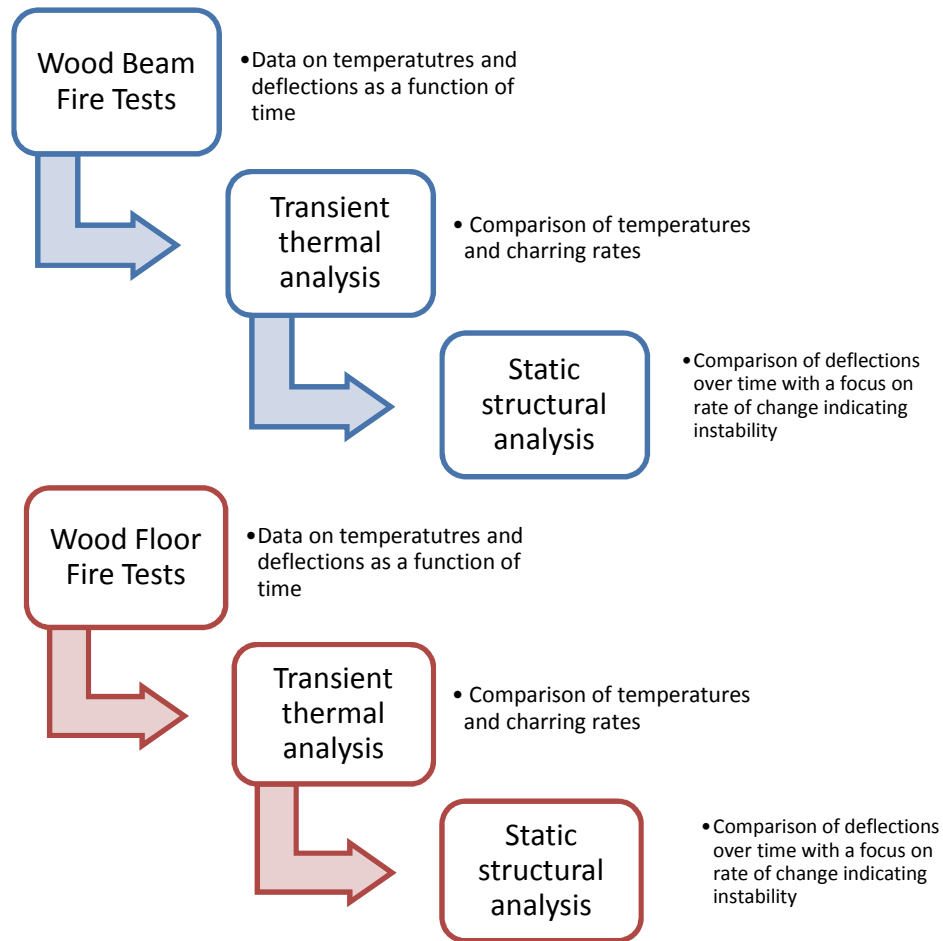 Wood Beam
Fire Tests
•Data on temperatutres and
deflections as a function of
time
Transient
thermal
analysis
• Comparison of temperatures
and charring rates
Static
structural
analysis
•Comparison of deflections
over time with a focus on
rate of change indicating
instability
Wood Floor
Fire Tests
•Data on temperatutres and
deflections as a function of
time
Transient
thermal
analysis
• Comparison of temperatures
and charring rates
Static
structural
analysis
•Comparison of deflections
over time with a focus on
rate of change indicating
instability